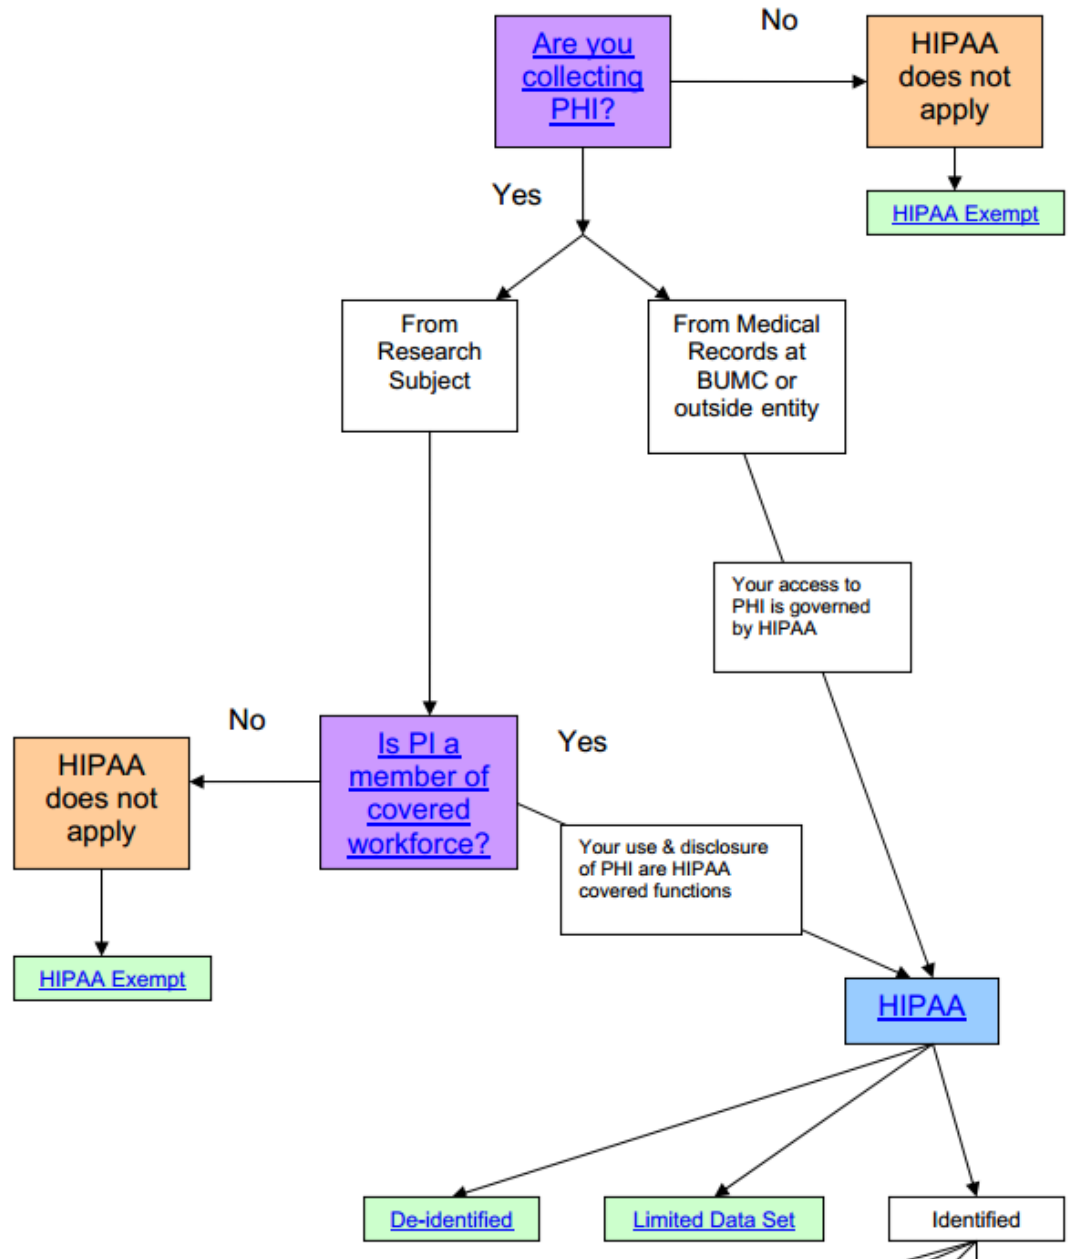 No
Are you
collecting
PHI?
HIPAA
does not
apply
Yes
HIPAA Exempt
From
Research
Subject
From Medical
Records at
BUMC or
outside entity
Your access to
PHI is governed
by HIPAA
No
Yes
HIPAA
does not
apply
Is PI a
member of
covered
workforce?
Your use & disclosure
of PHI are HIPAA
covered functions
HIPAA Exempt
HIPAA
De-identified
Limited Data Set
Identified